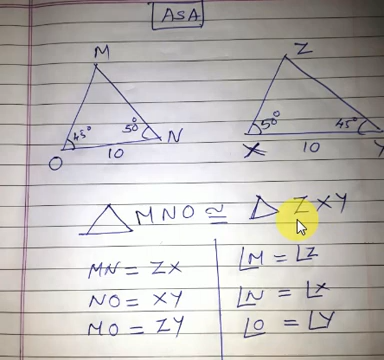 ASA
M
Z
45° 50°
50° 45°
O 10 N
X 10 Y
△ MNO ≅ △ ZXY
MN = ZX
∠M = ∠Z
NO = XY
∠N = ∠X
MO = ZY
∠O = ∠Y